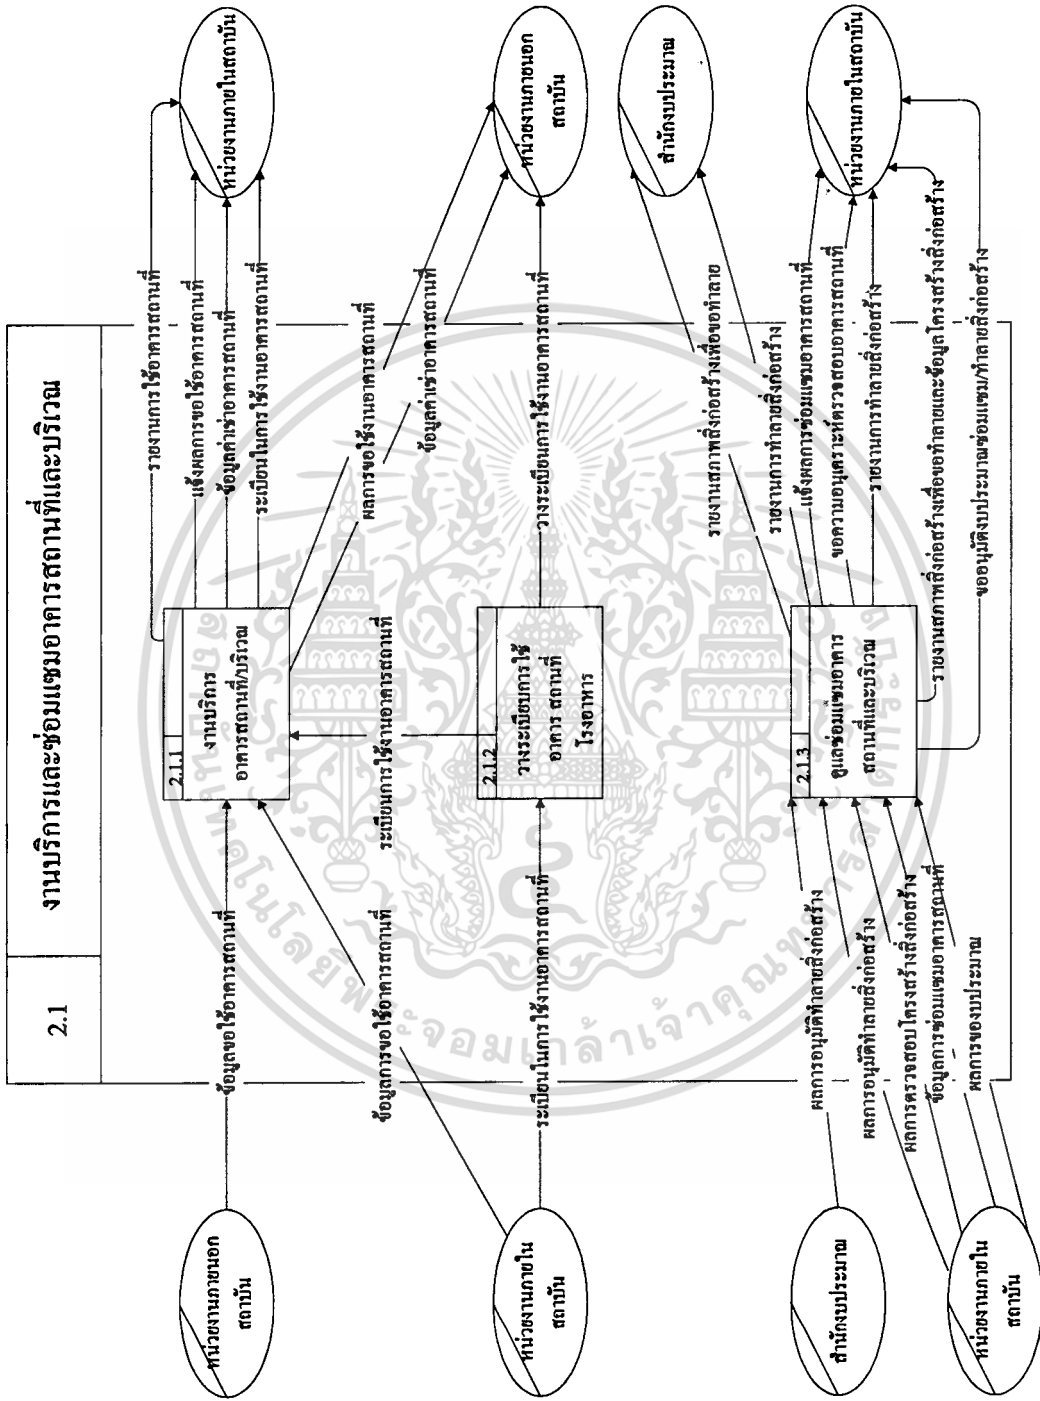 2.1
งานบริการและซ่อมแซมอาคารสถานที่และบริเวณ
หน่วยงานภายนอก
สถาบัน
หน่วยงานภายใน
สถาบัน
สำนักงบประมาณ
หน่วยงานภายใน
สถาบัน
ข้อมูลขอใช้อาคารสถานที่
ข้อมูลการขอใช้อาคารสถานที่
ระเบียนในการใช้งานอาคารสถานที่
ผลการอนุมัติทำลายสิ่งก่อสร้าง
ผลการอนุมัติทำลายสิ่งก่อสร้าง
ผลการตรวจสอบโครงสร้างสิ่งก่อสร้าง
ข้อมูลการซ่อมแซมอาคารสถานที่
ผลการของบประมาณ
2.1.1
งานบริการ
อาคารสถานที่/บริเวณ
ระเบียนการใช้งานอาคารสถานที่
2.1.2
วางระเบียบการใช้
อาคาร สถานที่
โรงอาหาร
2.1.3
ดูแลซ่อมแซมอาคาร
สถานที่และบริเวณ
รายงานการใช้อาคารสถานที่
แจ้งผลการขอใช้อาคารสถานที่
ข้อมูลค่าเช่าอาคารสถานที่
ระเบียนในการใช้งานอาคารสถานที่
ผลการขอใช้งานอาคารสถานที่
ข้อมูลค่าเช่าอาคารสถานที่
วางระเบียนการใช้งานอาคารสถานที่
รายงานสภาพสิ่งก่อสร้างเพื่อขอทำลาย
รายงานการทำลายสิ่งก่อสร้าง
แจ้งผลการซ่อมแซมอาคารสถานที่
ขอความอนุเคราะห์ตรวจสอบอาคารสถานที่
รายงานการทำลายสิ่งก่อสร้าง
รายงานสภาพสิ่งก่อสร้างเพื่อขอทำลายและข้อมูลโครงสร้างสิ่งก่อสร้าง
ขออนุมัติงบประมาณซ่อมแซม/ทำลายสิ่งก่อสร้าง
หน่วยงานภายในสถาบัน
หน่วยงานภายนอก
สถาบัน
สำนักงบประมาณ
หน่วยงานภายในสถาบัน